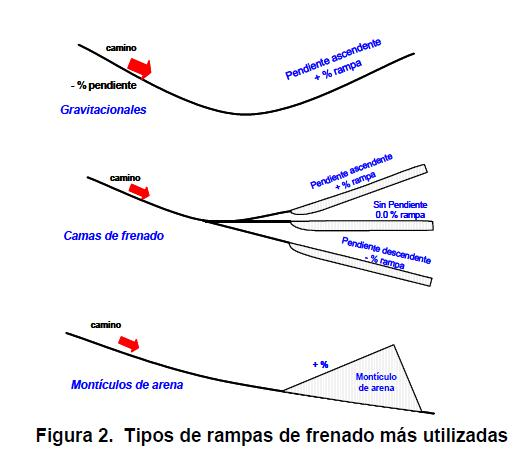 camino
- % pendiente
Gravitacionales
Pendiente ascendente
+ % rampa
camino
Camas de frenado
Pendiente ascendente
+ % rampa
Sin Pendiente
0.0 % rampa
Pendiente descendente
- % rampa
camino
Montículos de arena
+ %
Montículo
de arena
Figura 2.  Tipos de rampas de frenado más utilizadas